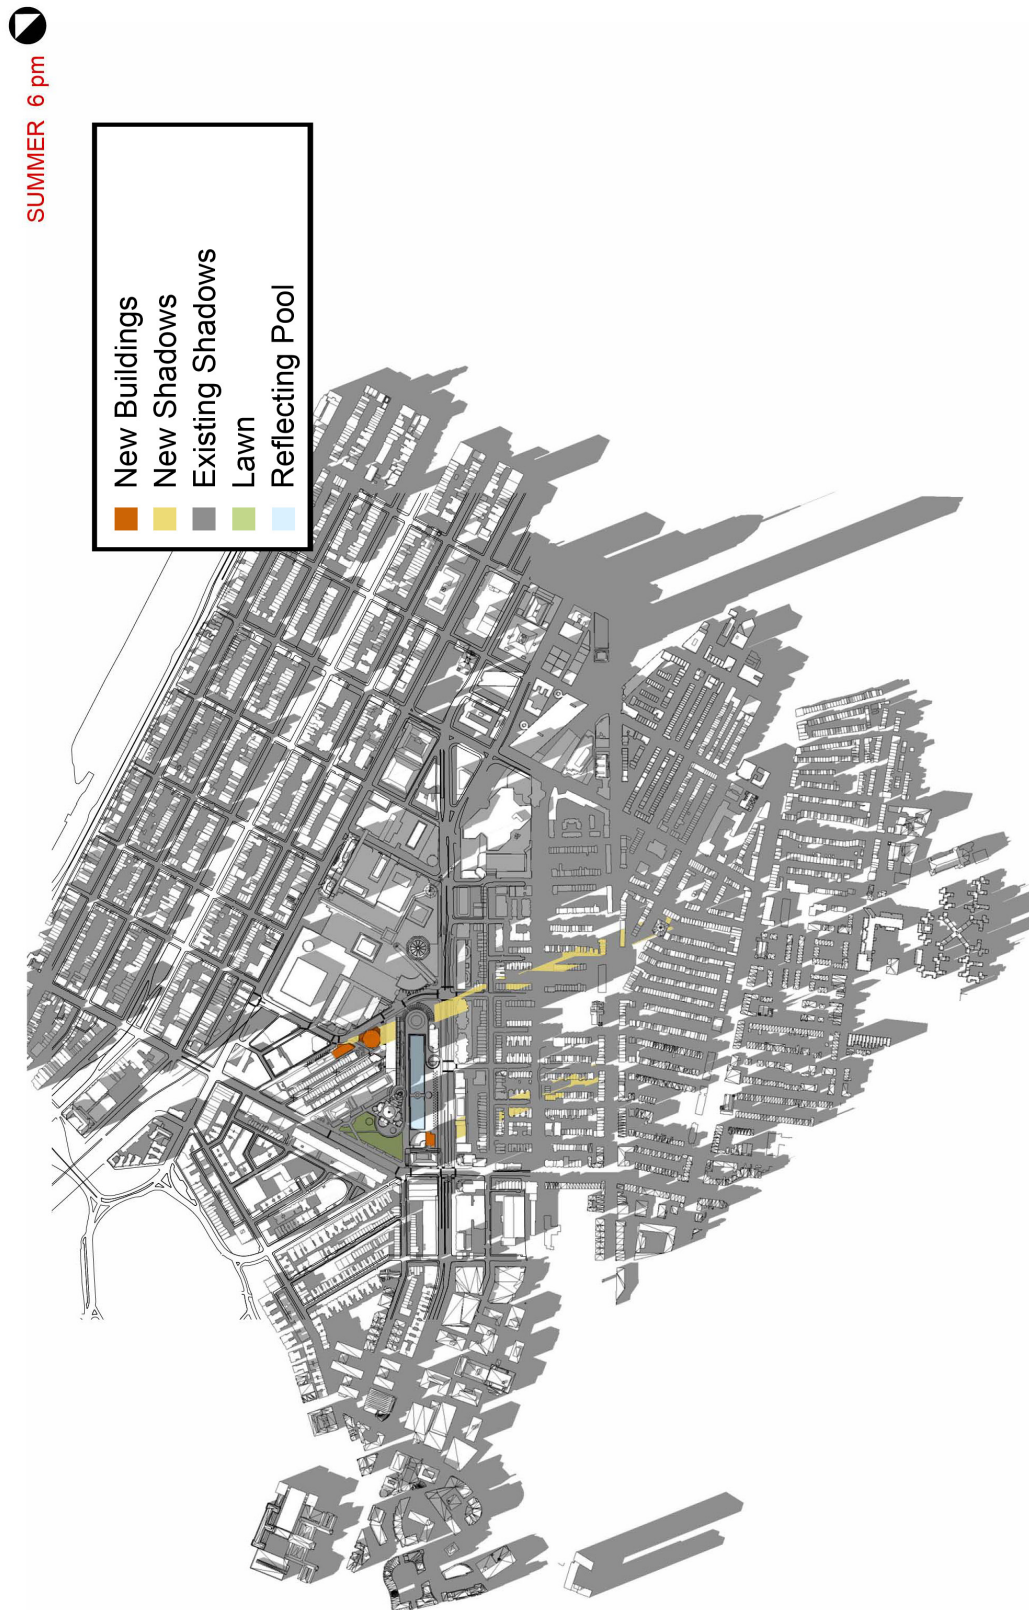 SUMMER 6 pm
New Buildings
New Shadows
Existing Shadows
Lawn
Reflecting Pool